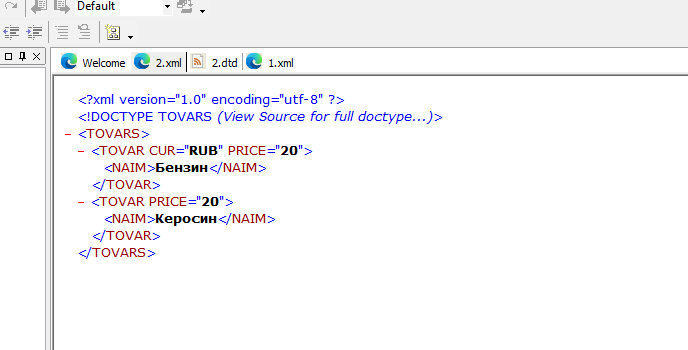 Default
Welcome 2.xml 2.dtd 1.xml
<?xml version="1.0" encoding="utf-8" ?>
<!DOCTYPE TOVARS (View Source for full doctype...)>
– <TOVARS>
– <TOVAR CUR="RUB" PRICE="20">
<NAIM>Бензин</NAIM>
</TOVAR>
– <TOVAR PRICE="20">
<NAIM>Керосин</NAIM>
</TOVAR>
</TOVARS>